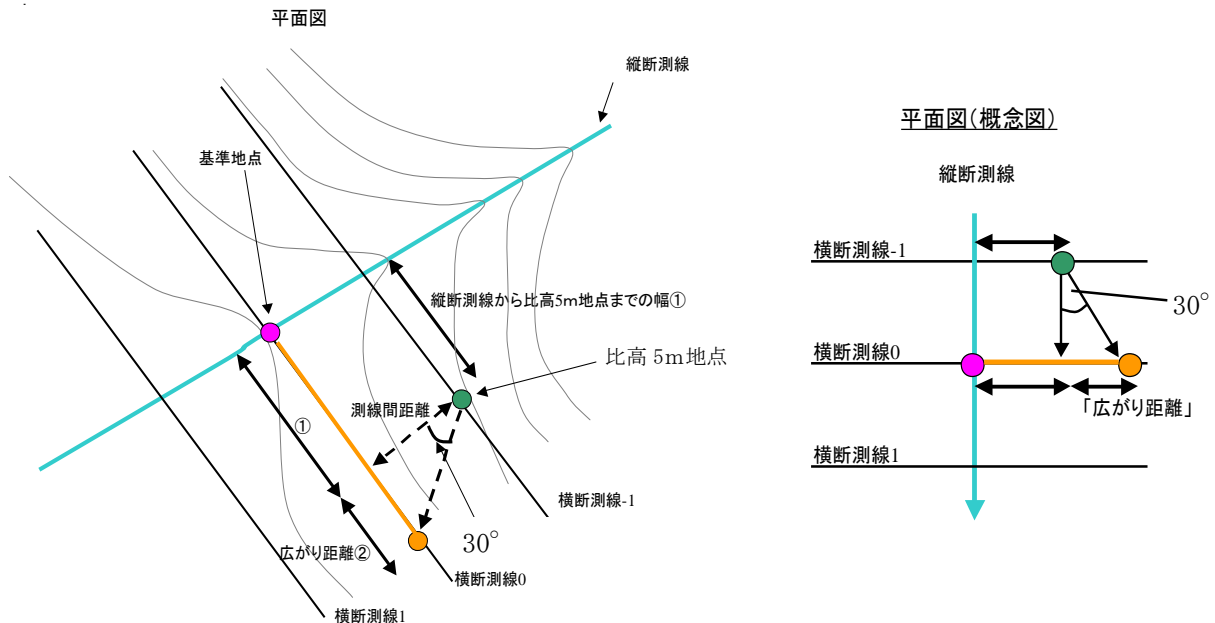 平面図
縦断測線
基準地点
縦断測線から比高5m地点までの幅①
比高 5m 地点
測線間距離
①
広がり距離②
30°
横断測線-1
横断測線0
横断測線1
平面図(概念図)
縦断測線
横断測線-1
30°
横断測線0
「広がり距離」
横断測線1